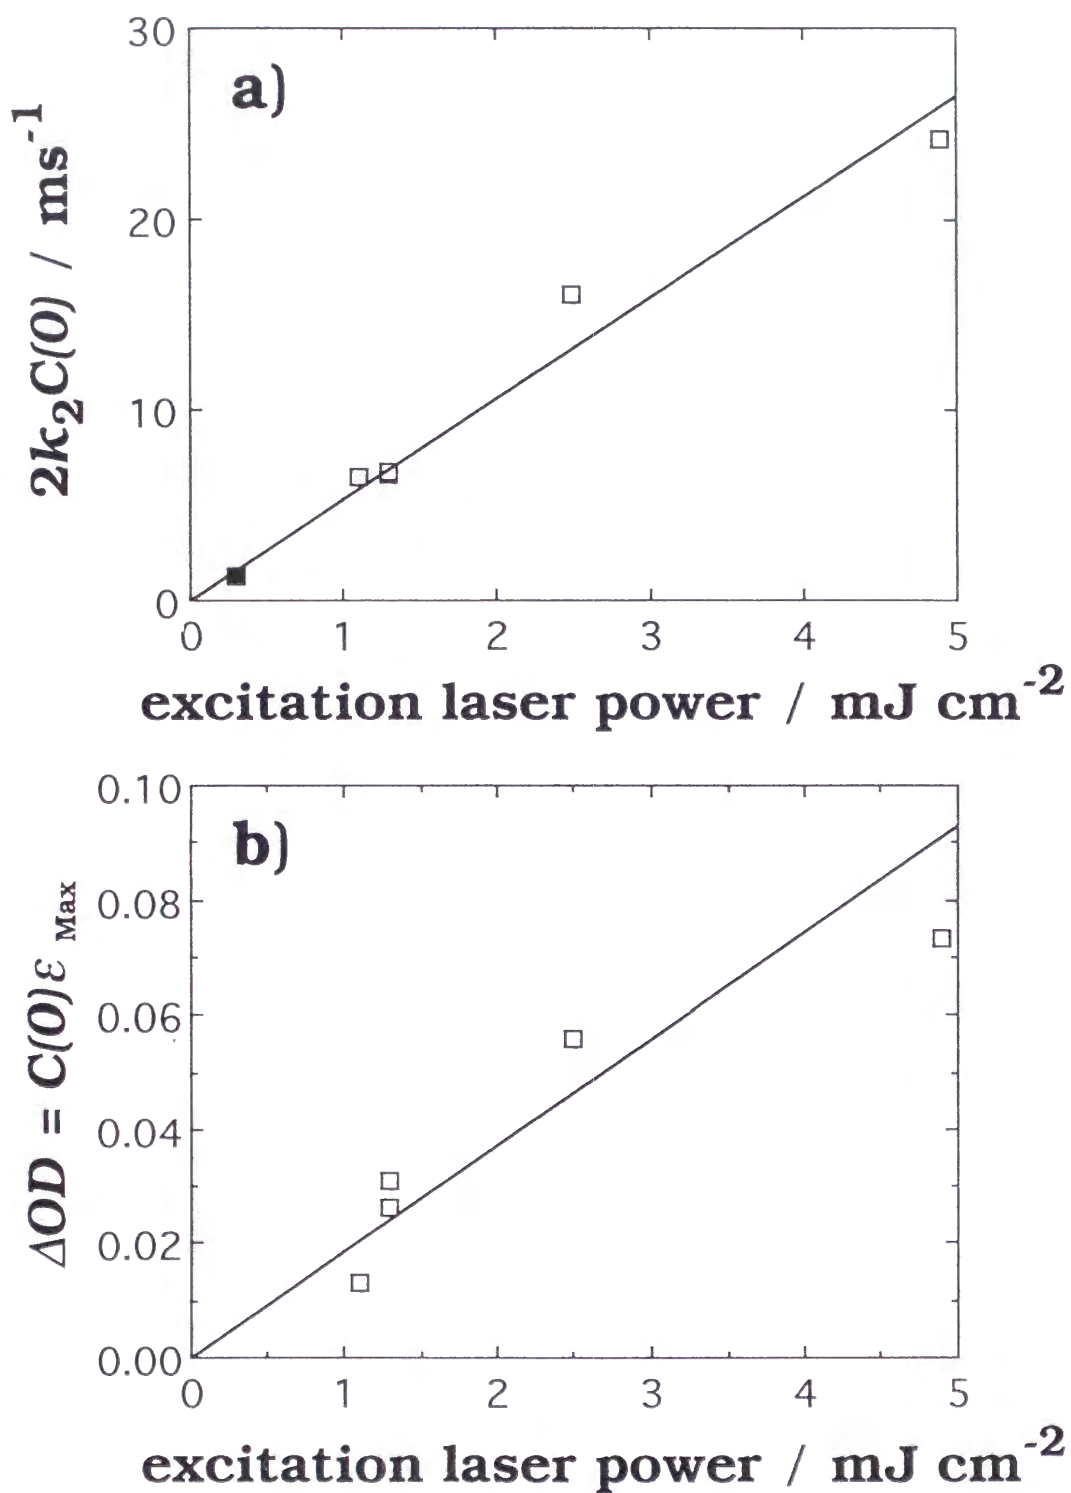 a)
2k₂C(0) / ms⁻¹
30
20
10
0
0 1 2 3 4 5
excitation laser power / mJ cm⁻²
b)
ΔOD = C(0)ε Max
0.10
0.08
0.06
0.04
0.02
0.00
0 1 2 3 4 5
excitation laser power / mJ cm⁻²